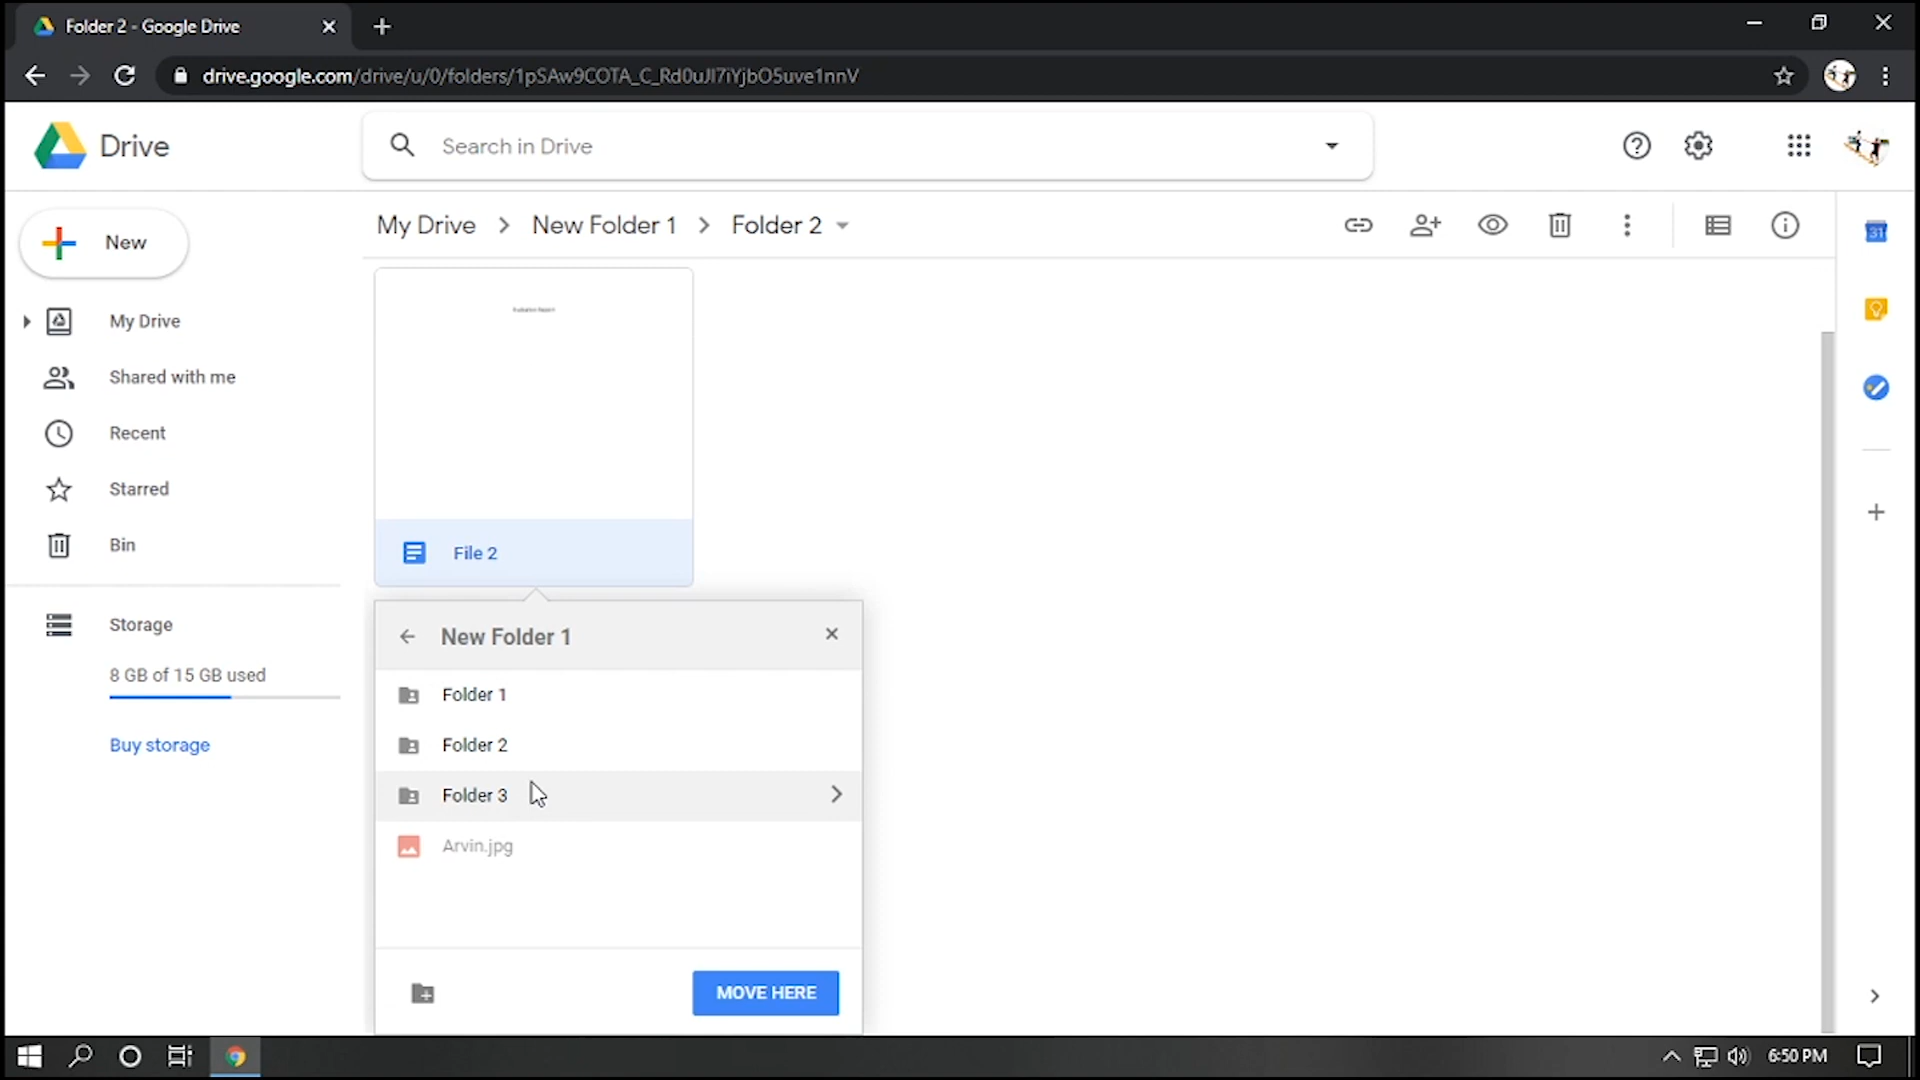 Folder 2 - Google Drive
drive.google.com/drive/u/0/folders/1pSAw9COTA_C_Rd0uJI7iYjbO5uve1nnV
Drive
Search in Drive
New
My Drive > New Folder 1 > Folder 2
31
My Drive
Shared with me
Recent
Starred
Bin
Storage
8 GB of 15 GB used
Buy storage
File 2
New Folder 1
Folder 1
Folder 2
Folder 3
Arvin.jpg
MOVE HERE
6:50 PM